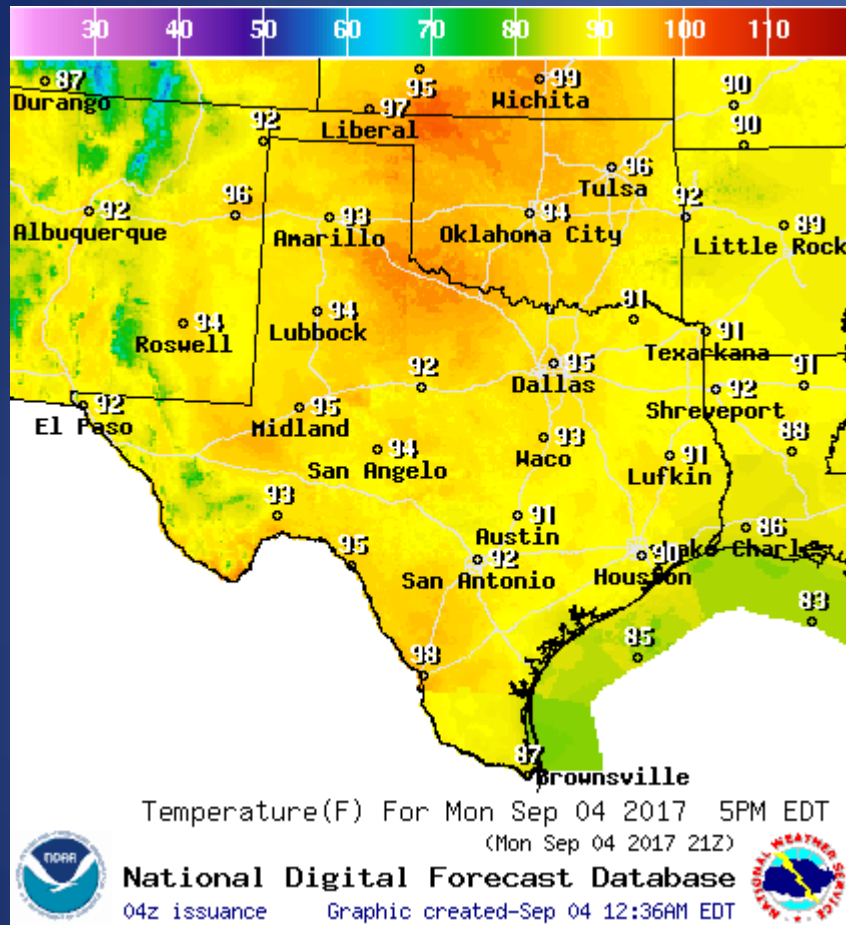 30 40 50 60 70 80 90 100 110
87
Durango
95
99
Wichita
97
Liberal
90
92
90
96
Tulsa
92
Albuquerque
96
93
Amarillo
94
Oklahoma City
92
89
Little Rock
94
Roswell
94
Lubbock
91
91
Texarkana
92
95
Dallas
91
92
Shreveport
92
El Paso
95
Midland
94
San Angelo
93
Waco
88
91
Lufkin
93
91
Austin
86
Lake Charles
95
92
San Antonio
90
Houston
83
85
98
87
Brownsville
Temperature(F) For Mon Sep 04 2017 5PM EDT
(Mon Sep 04 2017 21Z)
NOAA
National Digital Forecast Database
04z issuance Graphic created-Sep 04 12:36AM EDT
NATIONAL WEATHER SERVICE